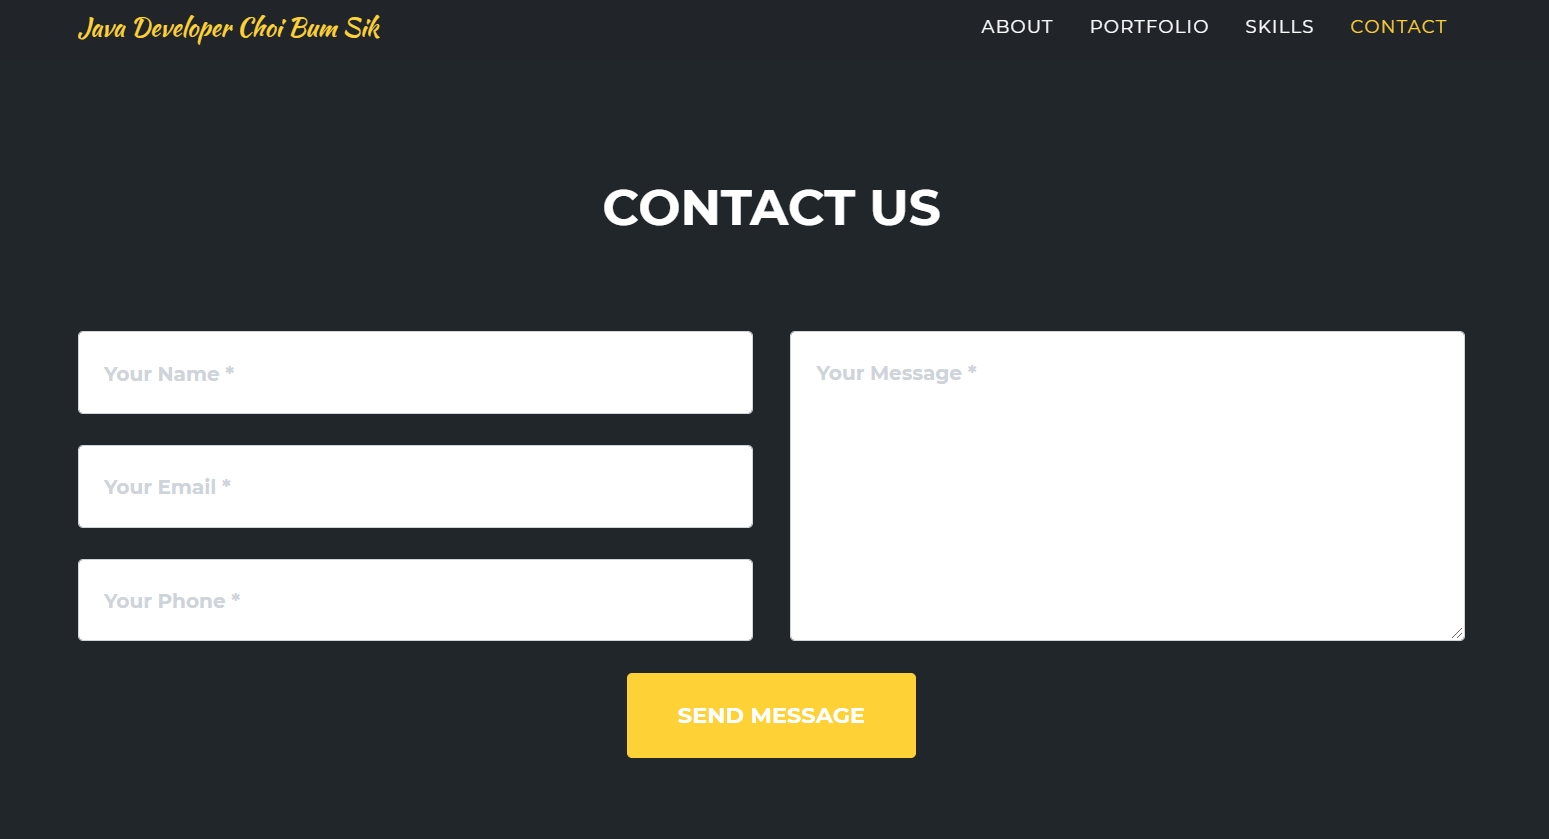 Java Developer Choi Bum Sik
ABOUT PORTFOLIO SKILLS CONTACT
CONTACT US
Your Name *
Your Email *
Your Phone *
Your Message *
SEND MESSAGE